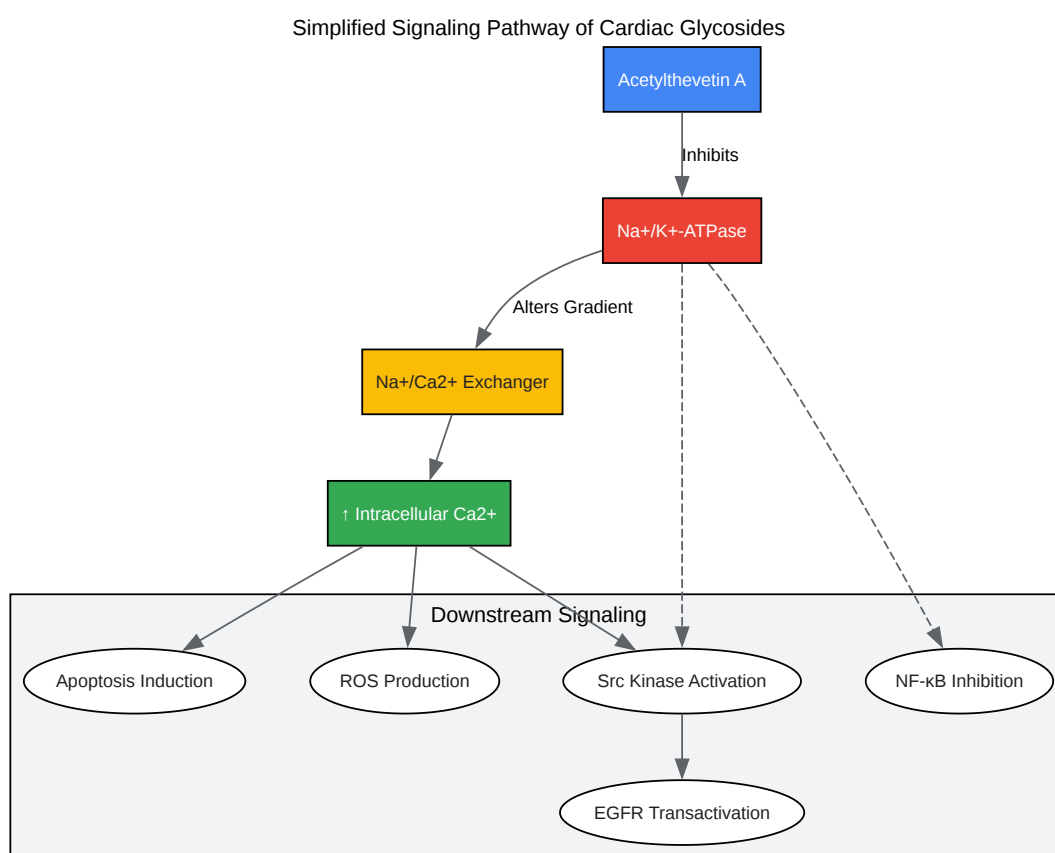 Simplified Signaling Pathway of Cardiac Glycosides
Acetylthevetin A
Inhibits
Na+/K+-ATPase
Alters Gradient
Na+/Ca2+ Exchanger
↑ Intracellular Ca2+
Downstream Signaling
Apoptosis Induction
ROS Production
Src Kinase Activation
NF-κB Inhibition
EGFR Transactivation